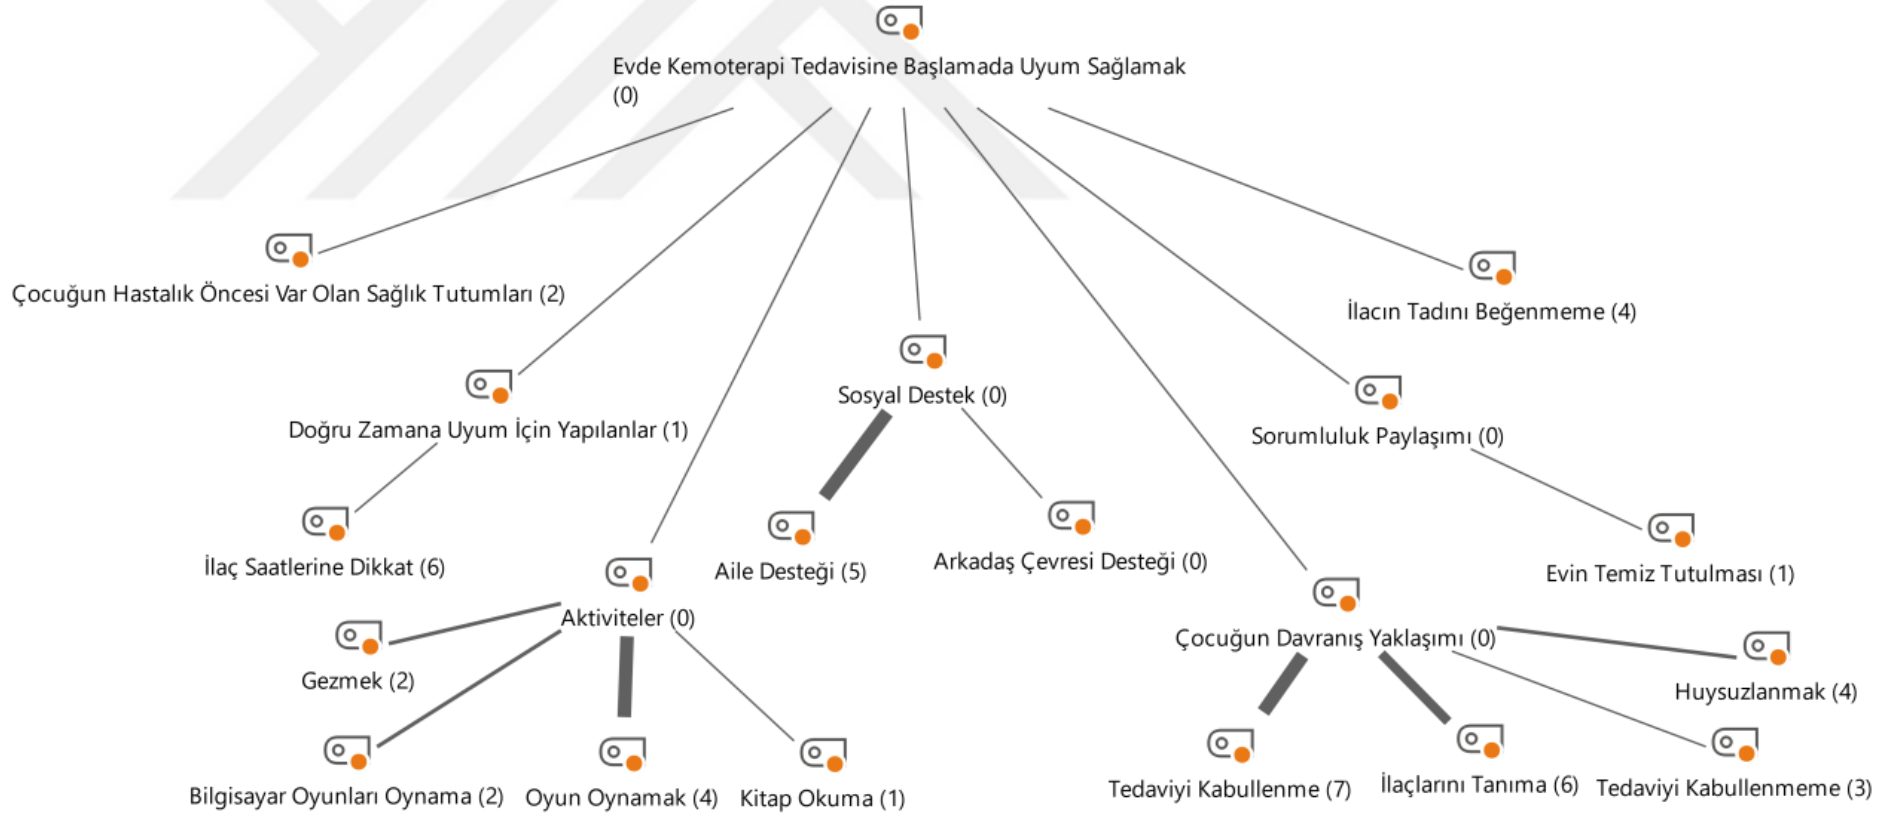 Evde Kemoterapi Tedavisine Başlamada Uyum Sağlamak
(0)
Çocuğun Hastalık Öncesi Var Olan Sağlık Tutumları (2)
İlacın Tadını Beğenmeme (4)
Sosyal Destek (0)
Doğru Zamana Uyum İçin Yapılanlar (1)
Sorumluluk Paylaşımı (0)
İlaç Saatlerine Dikkat (6)
Aile Desteği (5)
Arkadaş Çevresi Desteği (0)
Evin Temiz Tutulması (1)
Aktiviteler (0)
Çocuğun Davranış Yaklaşımı (0)
Gezmek (2)
Huysuzlanmak (4)
Bilgisayar Oyunları Oynama (2)
Oyun Oynamak (4)
Kitap Okuma (1)
Tedaviyi Kabullenme (7)
İlaçlarını Tanıma (6)
Tedaviyi Kabullenmeme (3)